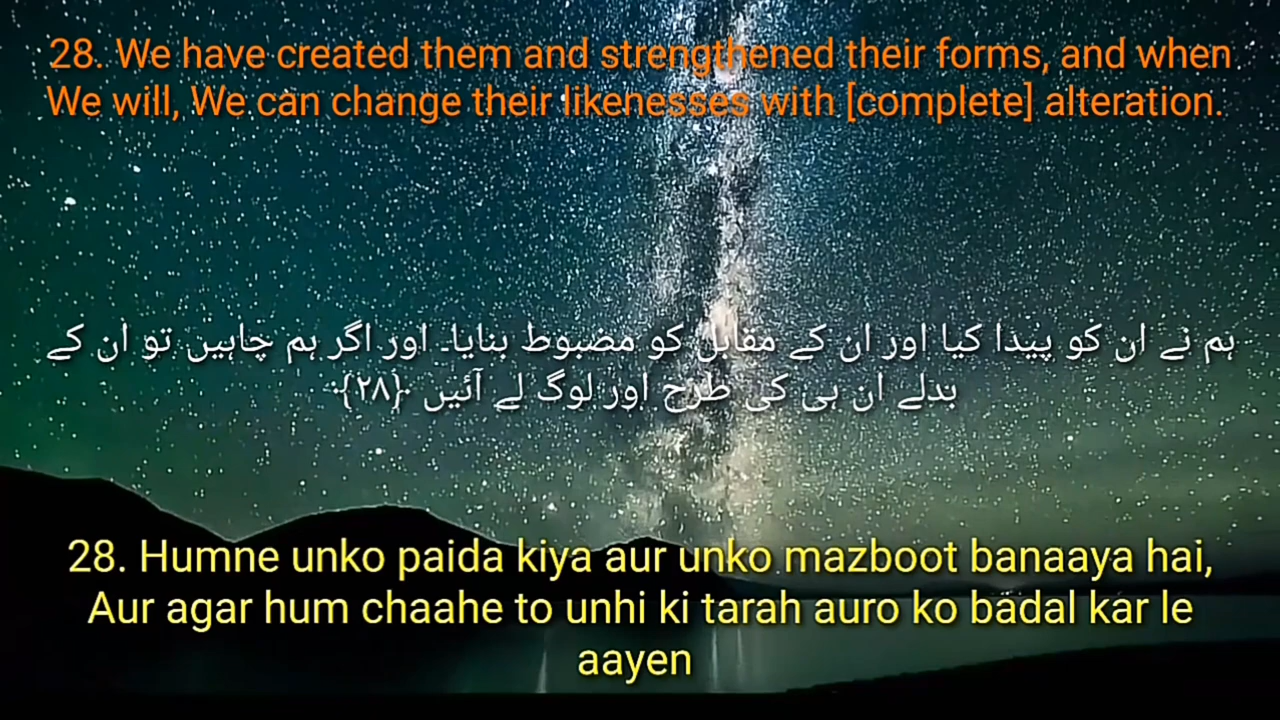 28. We have created them and strengthened their forms, and when
We will, We can change their likenesses with [complete] alteration.
ہم نے ان کو پیدا کیا اور ان کے مقابل کو مضبوط بنایا۔ اور اگر ہم چاہیں تو ان کے
بدلے ان ہی کی طرح اور لوگ لے آئیں ﴿۲۸﴾
28. Humne unko paida kiya aur unko mazboot banaaya hai,
Aur agar hum chaahe to unhi ki tarah auro ko badal kar le
aayen